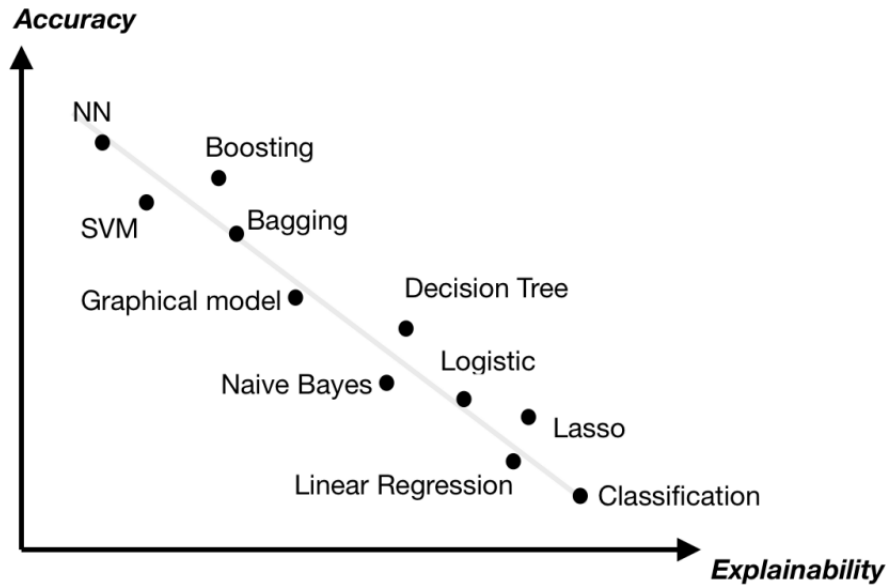 Accuracy
NN
Boosting
SVM
Bagging
Graphical model
Decision Tree
Logistic
Naive Bayes
Lasso
Linear Regression
Classification
Explainability